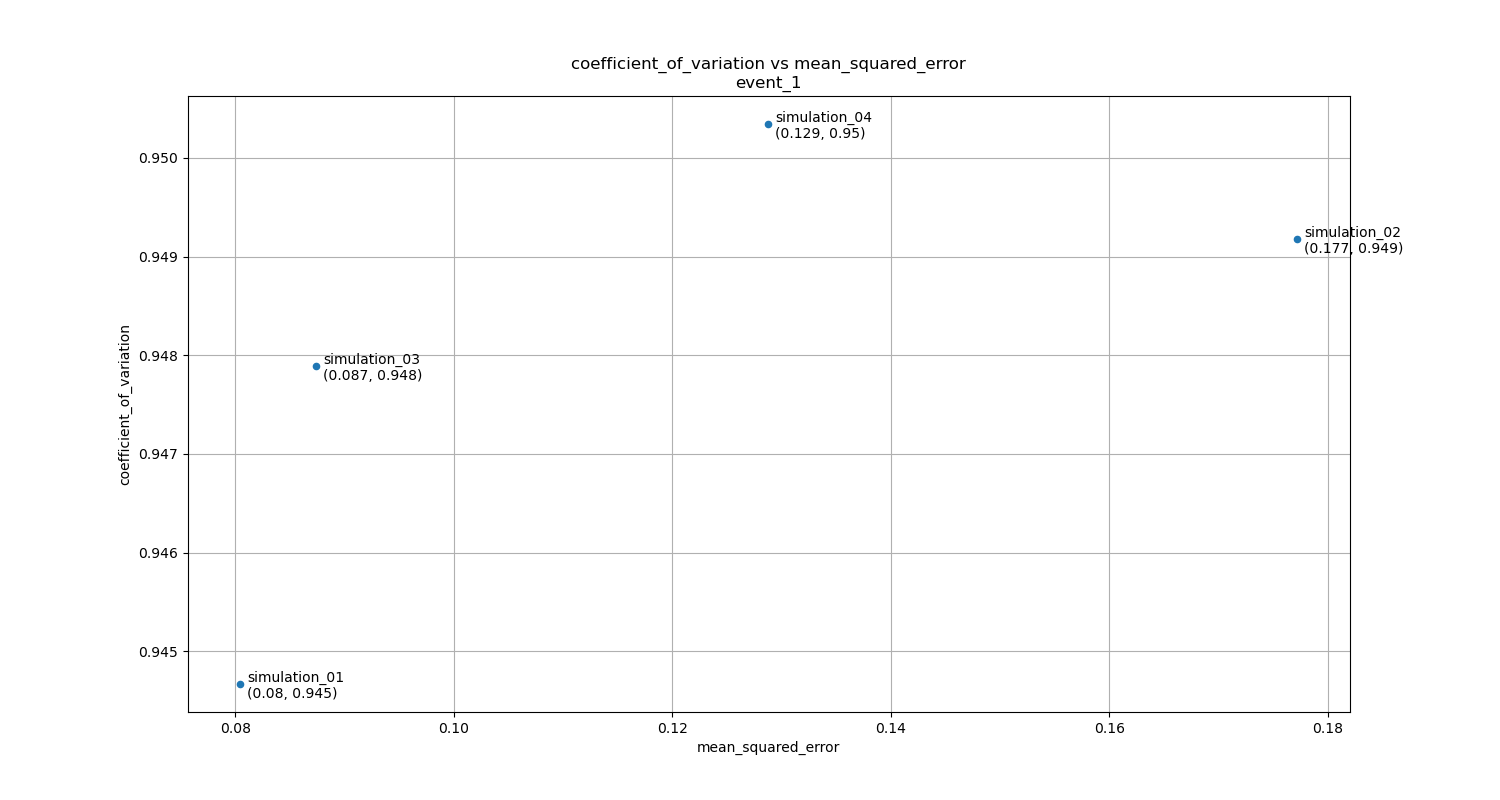 coefficient_of_variation vs mean_squared_error
event_1
simulation_04
(0.129, 0.95)
0.950
simulation_02
(0.177, 0.949)
0.949
simulation_03
(0.087, 0.948)
0.948
coefficient_of_variation
0.947
0.946
0.945
simulation_01
(0.08, 0.945)
0.08 0.10 0.12 0.14 0.16 0.18
mean_squared_error